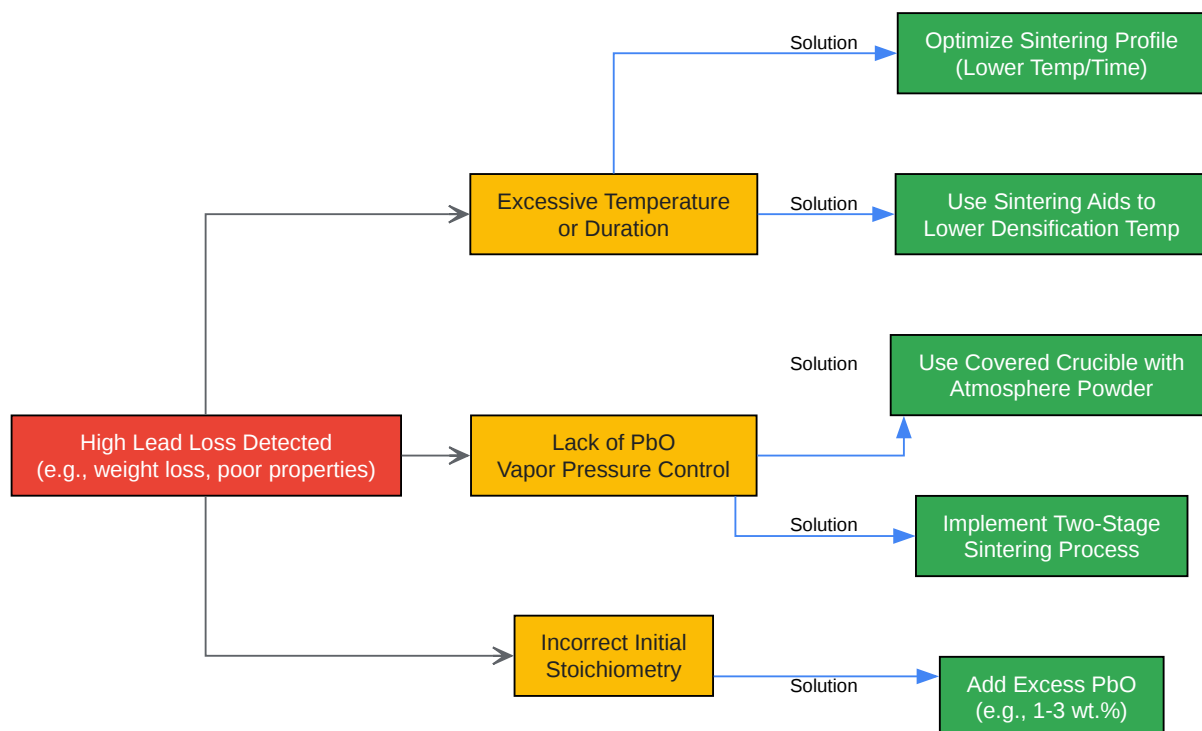 Solution
Optimize Sintering Profile
(Lower Temp/Time)
Excessive Temperature
or Duration
Solution
Use Sintering Aids to
Lower Densification Temp
Solution
Use Covered Crucible with
Atmosphere Powder
High Lead Loss Detected
(e.g., weight loss, poor properties)
Lack of PbO
Vapor Pressure Control
Solution
Implement Two-Stage
Sintering Process
Incorrect Initial
Stoichiometry
Solution
Add Excess PbO
(e.g., 1-3 wt.%)